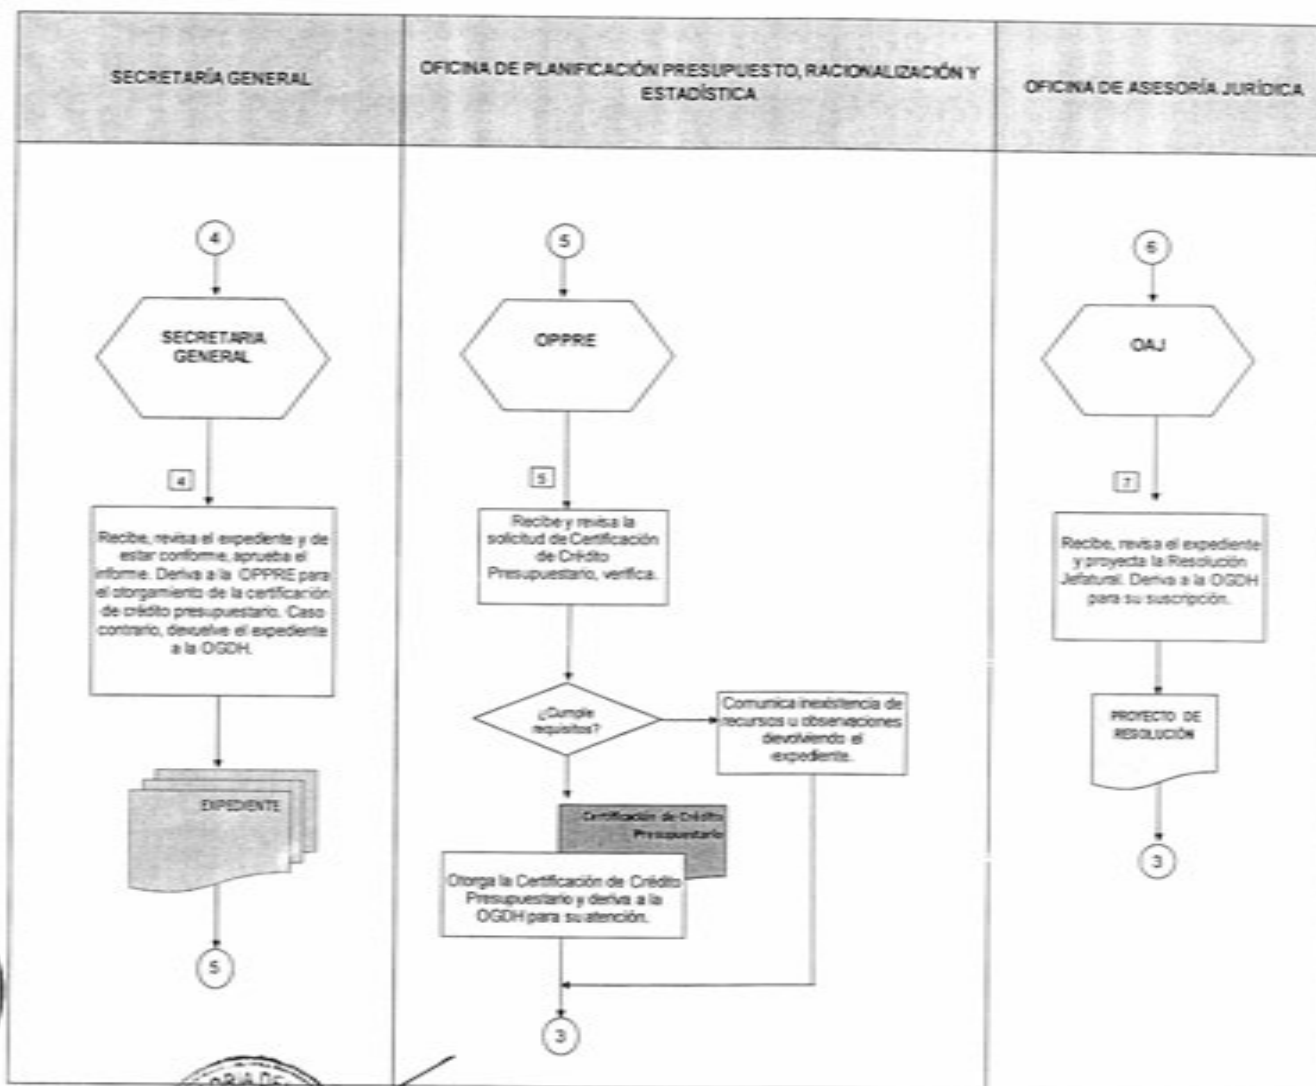 SECRETARÍA GENERAL
OFICINA DE PLANIFICACIÓN PRESUPUESTO, RACIONALIZACIÓN Y
ESTADÍSTICA
OFICINA DE ASESORÍA JURÍDICA
4
SECRETARIA
GENERAL
4
Recibe, revisa el expediente y de
estar conforme, aprueba el
informe. Deriva a la OPPRE para
el otorgamiento de la certificación
de crédito presupuestario. Caso
contrario, devuelve el expediente
a la OGDH.
EXPEDIENTE
5
5
OPPRE
5
Recibe y revisa la
solicitud de Certificación
de Crédito
Presupuestario, verifica.
¿Cumple
requisitos?
Comunica inexistencia de
recursos u observaciones
devolviendo el
expediente.
Certificación de Crédito
Presupuestario
Otorga la Certificación de Crédito
Presupuestario y deriva a la
OGDH para su atención.
3
6
OAJ
7
Recibe, revisa el expediente
y proyecta la Resolución
Jefatural. Deriva a la OGDH
para su suscripción.
PROYECTO DE
RESOLUCIÓN
3